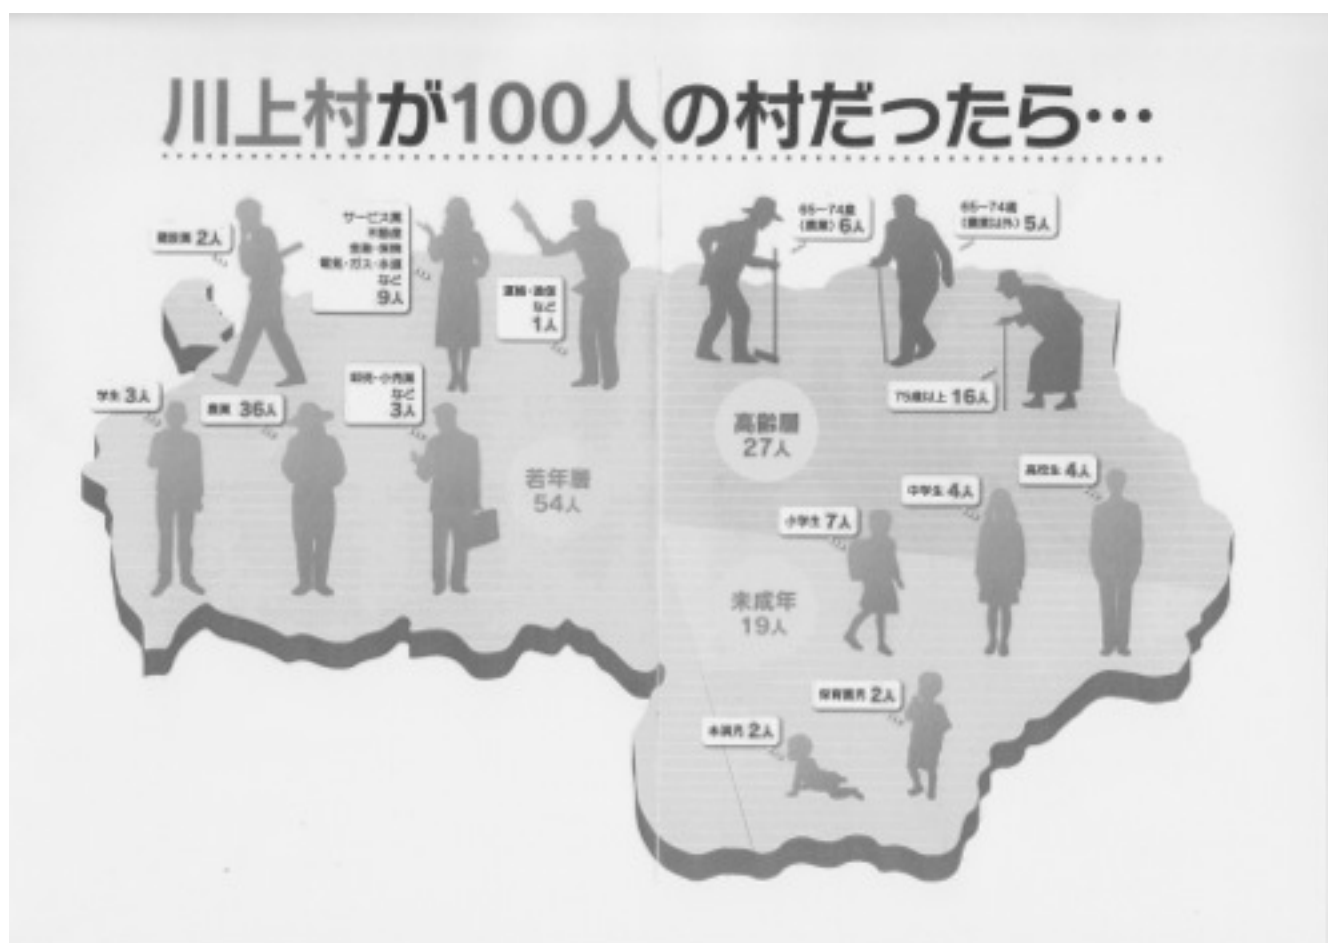 川上村が100人の村だったら…
建設業 2人
サービス業
不動産
金融・保険
電気・ガス・水道
など
9人
運輸・通信
など
1人
65〜74歳
(農業) 6人
65〜74歳
(農業以外) 5人
75歳以上 16人
学生 3人
農業 36人
卸売・小売業
など
3人
若年層
54人
高齢層
27人
高校生 4人
中学生 4人
小学生 7人
未成年
19人
保育園児 2人
未満児 2人